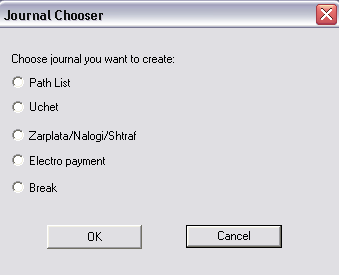 Journal Chooser
Choose journal you want to create:
Path List
Uchet
Zarplata/Nalogi/Shtraf
Electro payment
Break
OK
Cancel